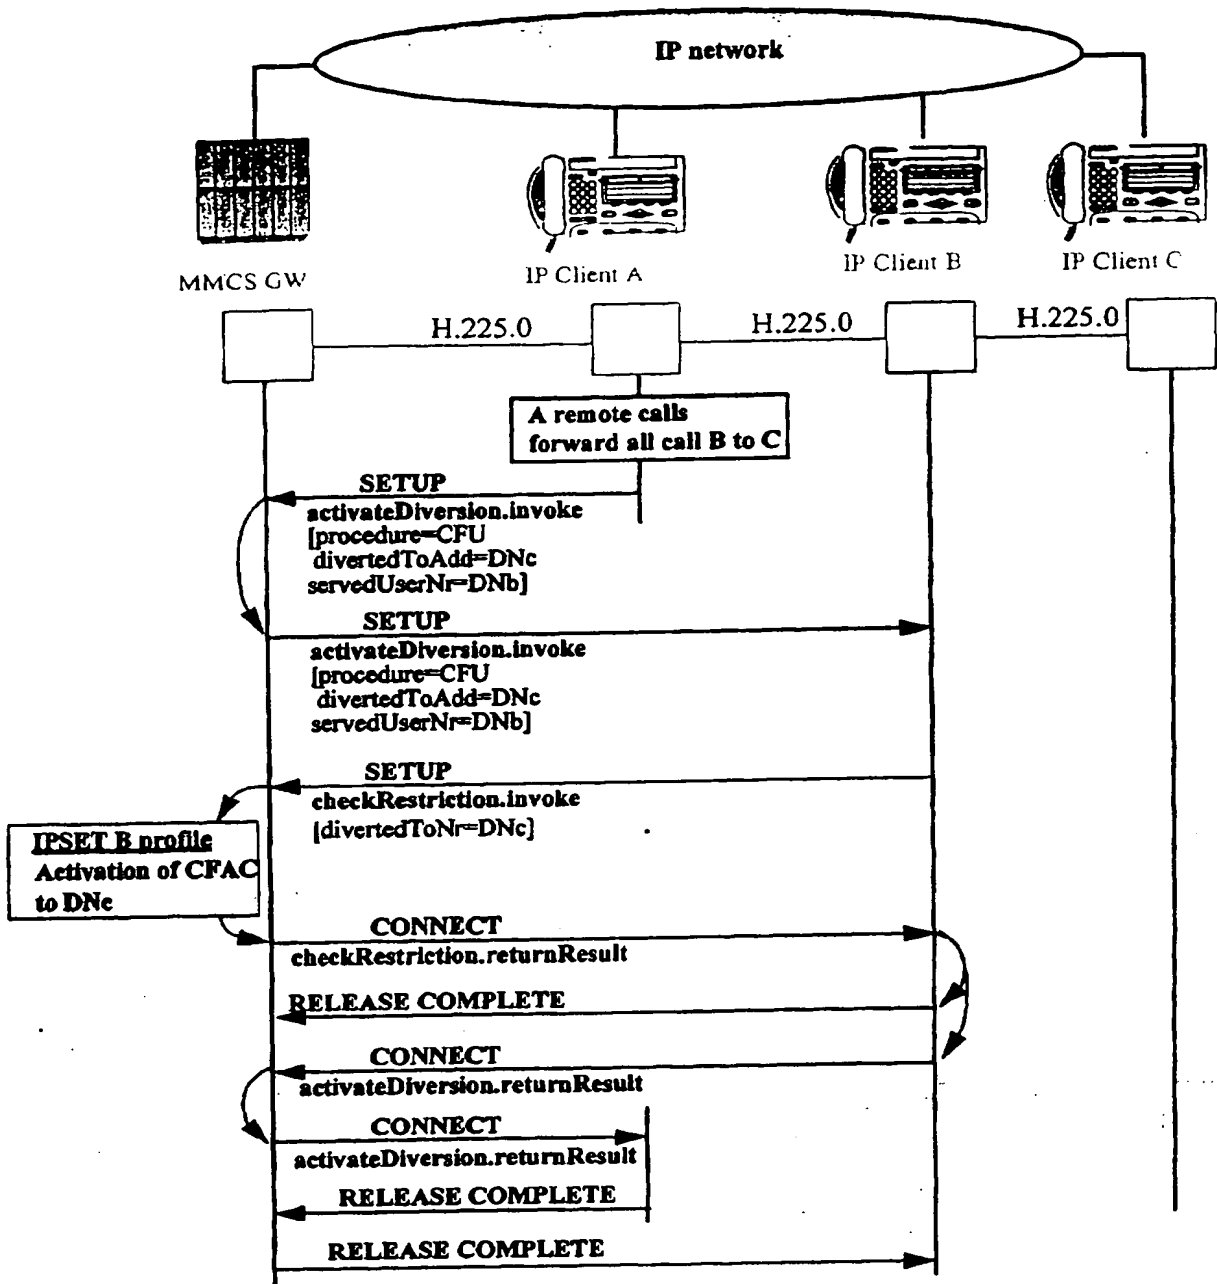 IP network
MMCS GW
IP Client A
IP Client B
IP Client C
H.225.0
H.225.0
H.225.0
A remote calls
forward all call B to C
SETUP
activateDiversion.invoke
[procedure=CFU
divertedToAdd=DNc
servedUserNr=DNb]
SETUP
activateDiversion.invoke
[procedure=CFU
divertedToAdd=DNc
servedUserNr=DNb]
SETUP
checkRestriction.invoke
[divertedToNr=DNc]
IPSET B profile
Activation of CFAC
to DNc
CONNECT
checkRestriction.returnResult
RELEASE COMPLETE
CONNECT
activateDiversion.returnResult
CONNECT
activateDiversion.returnResult
RELEASE COMPLETE
RELEASE COMPLETE